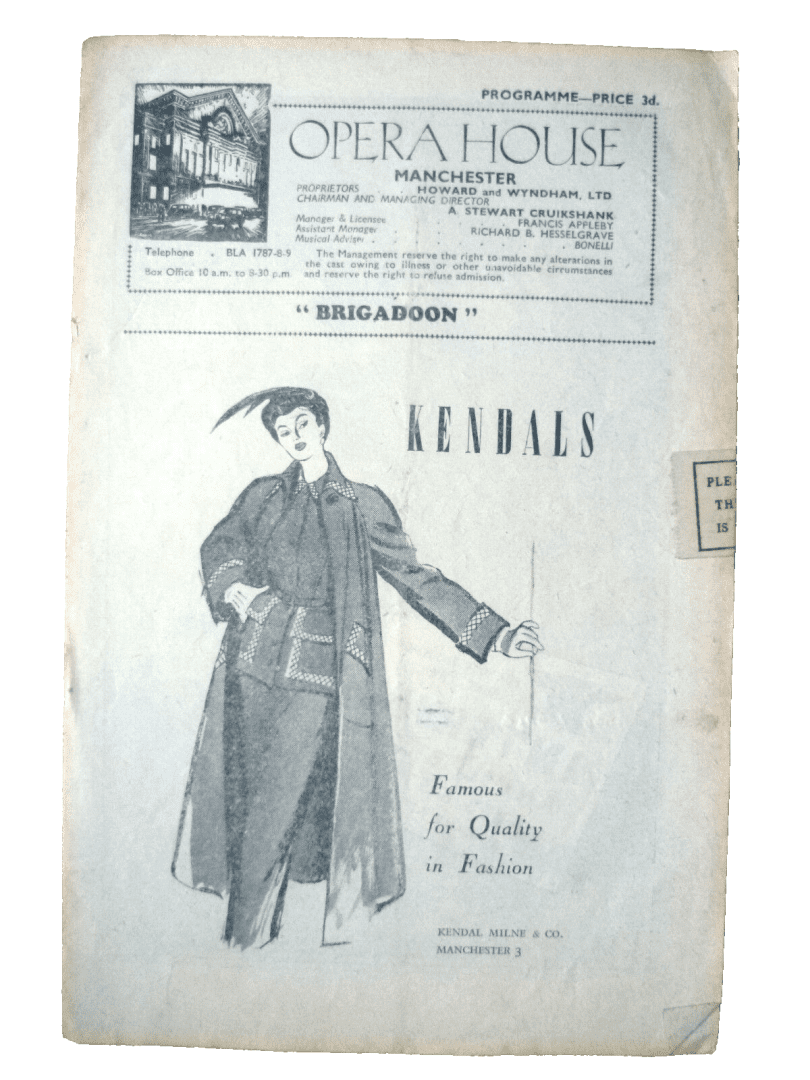 PROGRAMME—PRICE 3d.
OPERA HOUSE
MANCHESTER
PROPRIETORS . . HOWARD and WYNDHAM, LTD
CHAIRMAN AND MANAGING DIRECTOR
A. STEWART CRUIKSHANK
Manager & Licensee FRANCIS APPLEBY
Assistant Manager RICHARD B. HESSELGRAVE
Musical Adviser . . . . . . . BONELLI
Telephone . BLA 1787-8-9
Box Office 10 a.m. to 8-30 p.m
The Management reserve the right to make any alterations in
the cast owing to illness or other unavoidable circumstances
and reserve the right to refuse admission.
“ BRIGADOON ”
KENDALS
PLE
TH
IS
Famous
for Quality
in Fashion
KENDAL MILNE & CO.
MANCHESTER 3